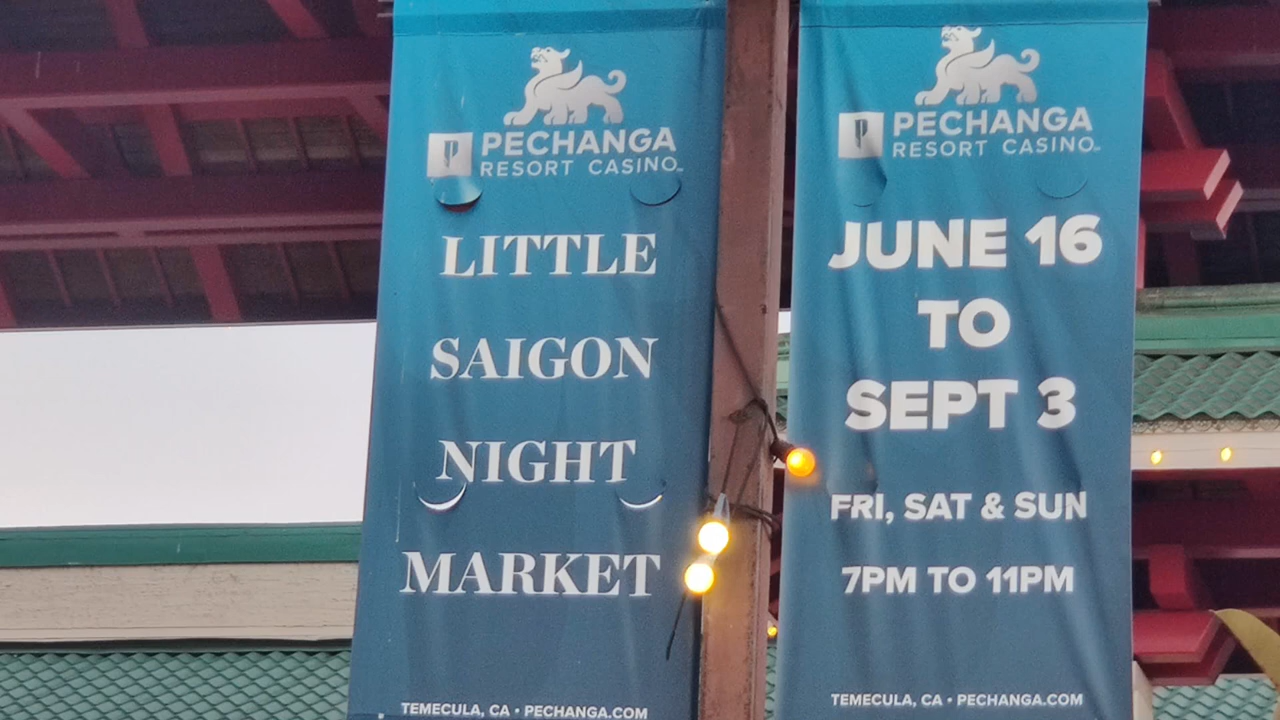 PECHANGA
RESORT CASINO
LITTLE
SAIGON
NIGHT
MARKET
TEMECULA, CA • PECHANGA.COM
P
PECHANGA
RESORT CASINO
JUNE 16
TO
SEPT 3
FRI, SAT & SUN
7PM TO 11PM
TEMECULA, CA • PECHANGA.COM